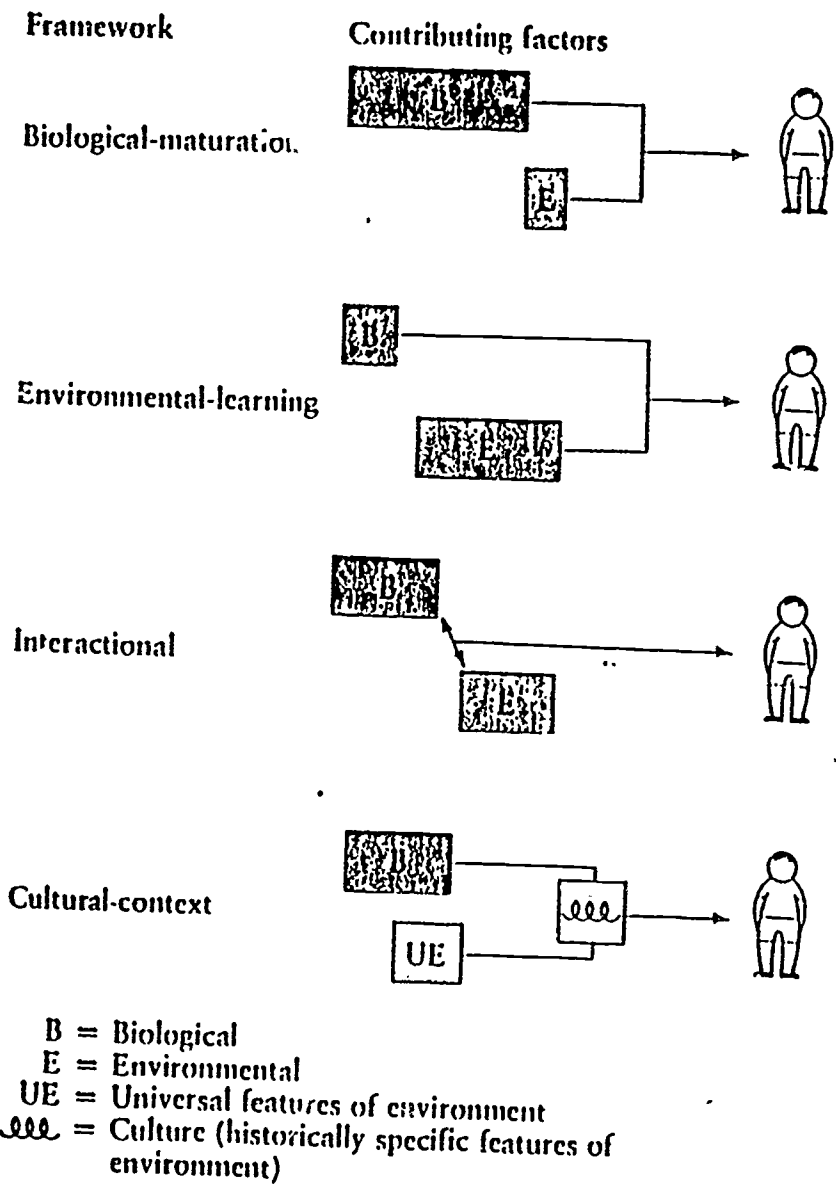 Framework Contributing factors
B
Biological-maturation
E
B
Environmental-learning
E
B
Interactional
E
B
Cultural-context
UE
B = Biological
E = Environmental
UE = Universal features of environment
= Culture (historically specific features of
environment)